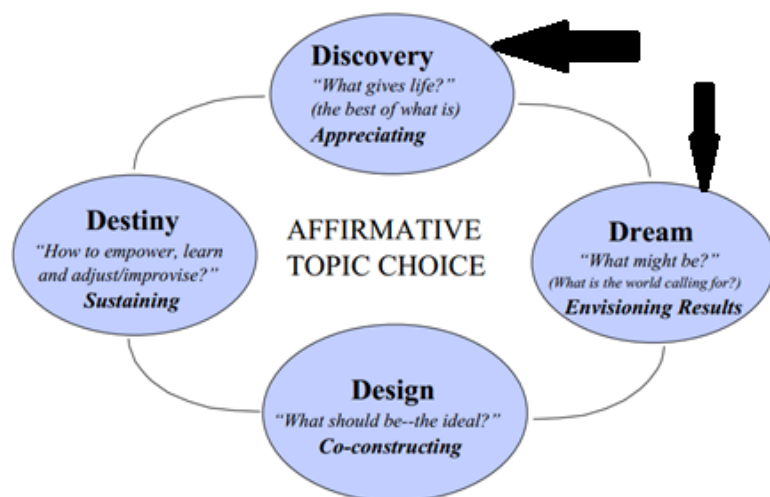 Discovery
“What gives life?”
(the best of what is)
Appreciating
Destiny
“How to empower, learn
and adjust/improvise?”
Sustaining
AFFIRMATIVE
TOPIC CHOICE
Dream
“What might be?”
(What is the world calling for?)
Envisioning Results
Design
“What should be--the ideal?”
Co-constructing